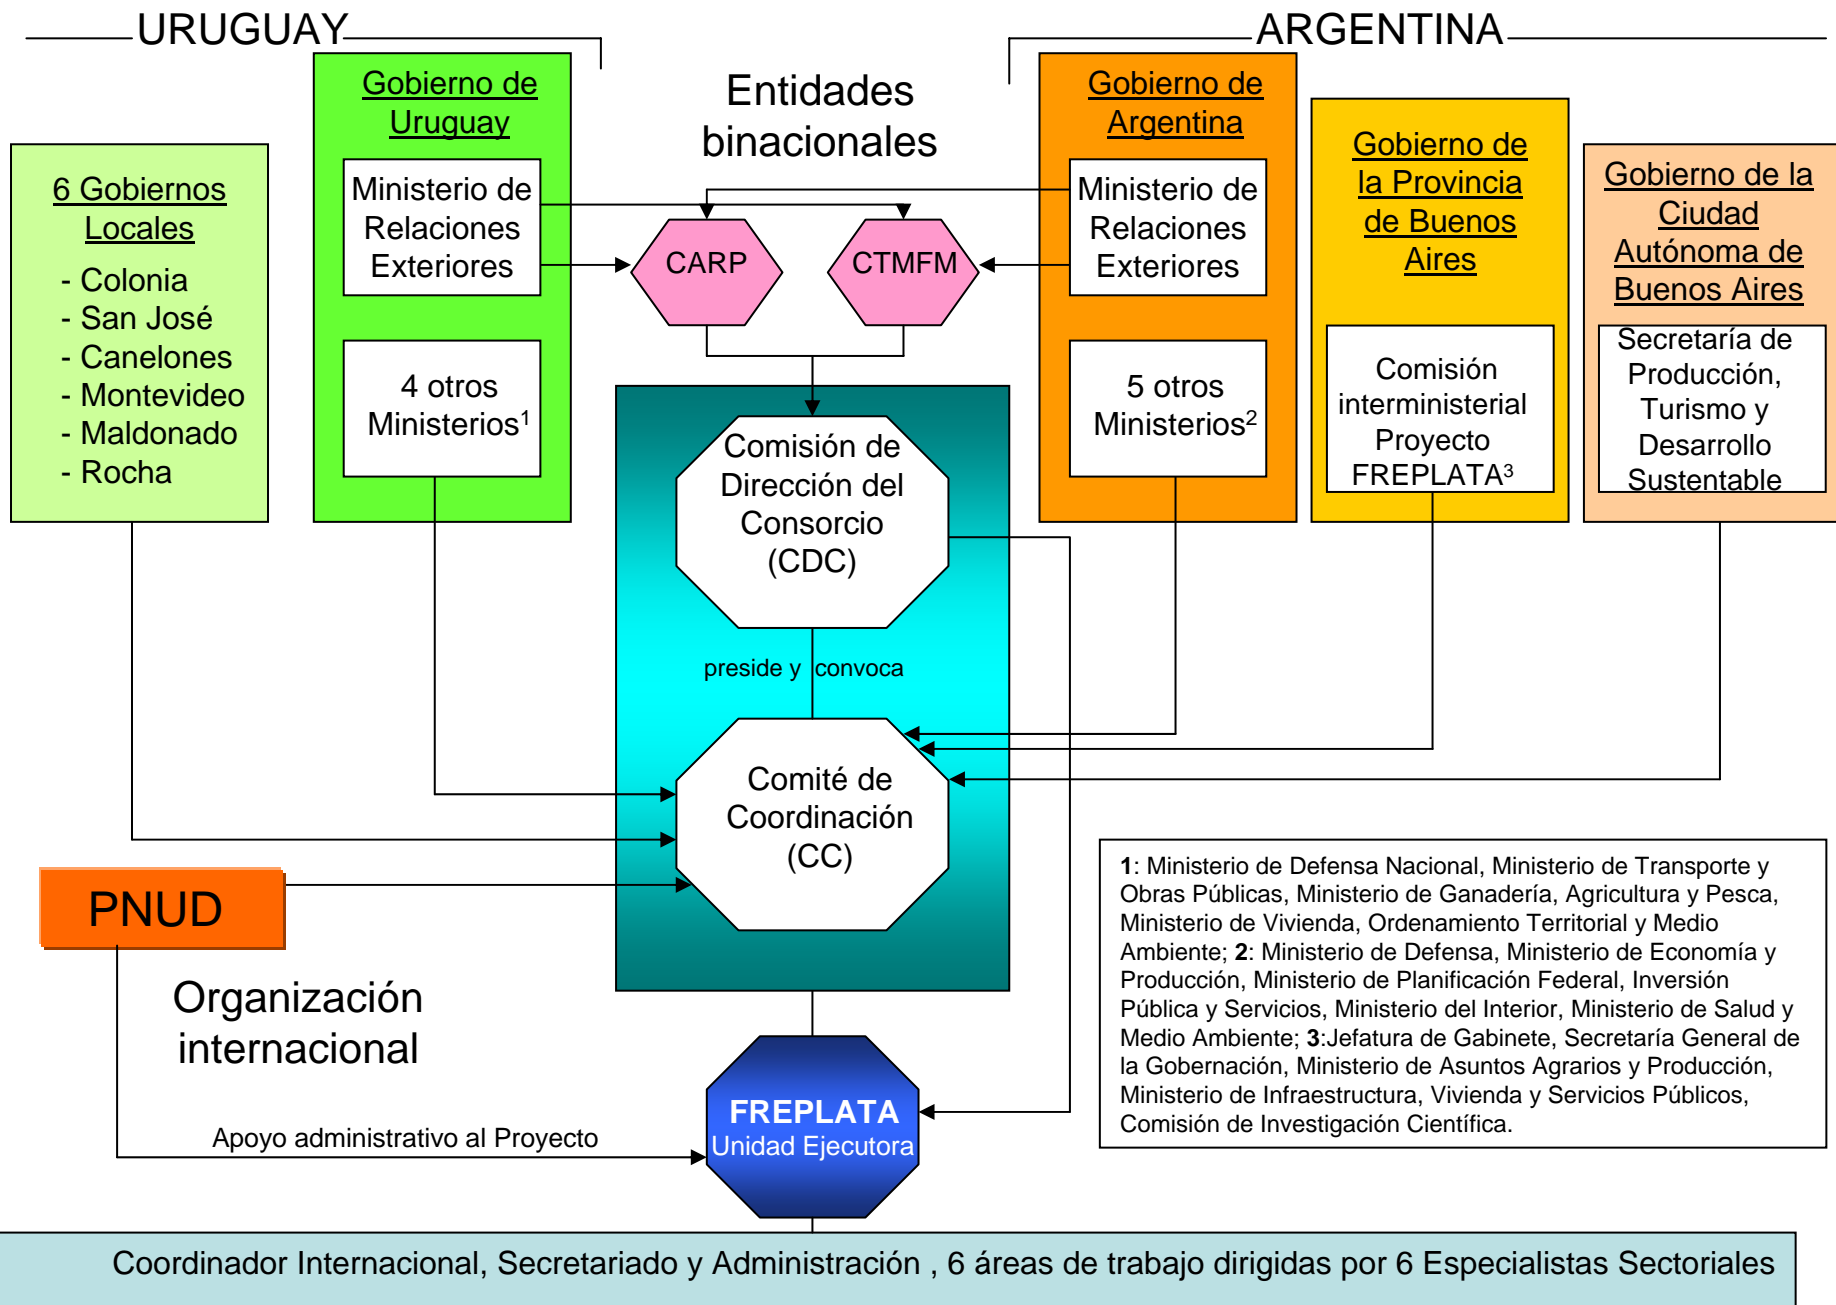 URUGUAY
ARGENTINA
Entidades
binacionales
6 Gobiernos
Locales
- Colonia
- San José
- Canelones
- Montevideo
- Maldonado
- Rocha
Gobierno de
Uruguay
Ministerio de
Relaciones
Exteriores
4 otros
Ministerios1
CARP
CTMFM
Gobierno de
Argentina
Ministerio de
Relaciones
Exteriores
5 otros
Ministerios2
Gobierno de
la Provincia
de Buenos
Aires
Comisión
interministerial
Proyecto
FREPLATA3
Gobierno de la
Ciudad
Autónoma de
Buenos Aires
Secretaría de
Producción,
Turismo y
Desarrollo
Sustentable
Comisión de
Dirección del
Consorcio
(CDC)
preside y convoca
Comité de
Coordinación
(CC)
PNUD
Organización
internacional
Apoyo administrativo al Proyecto
FREPLATA
Unidad Ejecutora
1: Ministerio de Defensa Nacional, Ministerio de Transporte y
Obras Públicas, Ministerio de Ganadería, Agricultura y Pesca,
Ministerio de Vivienda, Ordenamiento Territorial y Medio
Ambiente; 2: Ministerio de Defensa, Ministerio de Economía y
Producción, Ministerio de Planificación Federal, Inversión
Pública y Servicios, Ministerio del Interior, Ministerio de Salud y
Medio Ambiente; 3:Jefatura de Gabinete, Secretaría General de
la Gobernación, Ministerio de Asuntos Agrarios y Producción,
Ministerio de Infraestructura, Vivienda y Servicios Públicos,
Comisión de Investigación Científica.
Coordinador Internacional, Secretariado y Administración , 6 áreas de trabajo dirigidas por 6 Especialistas Sectoriales